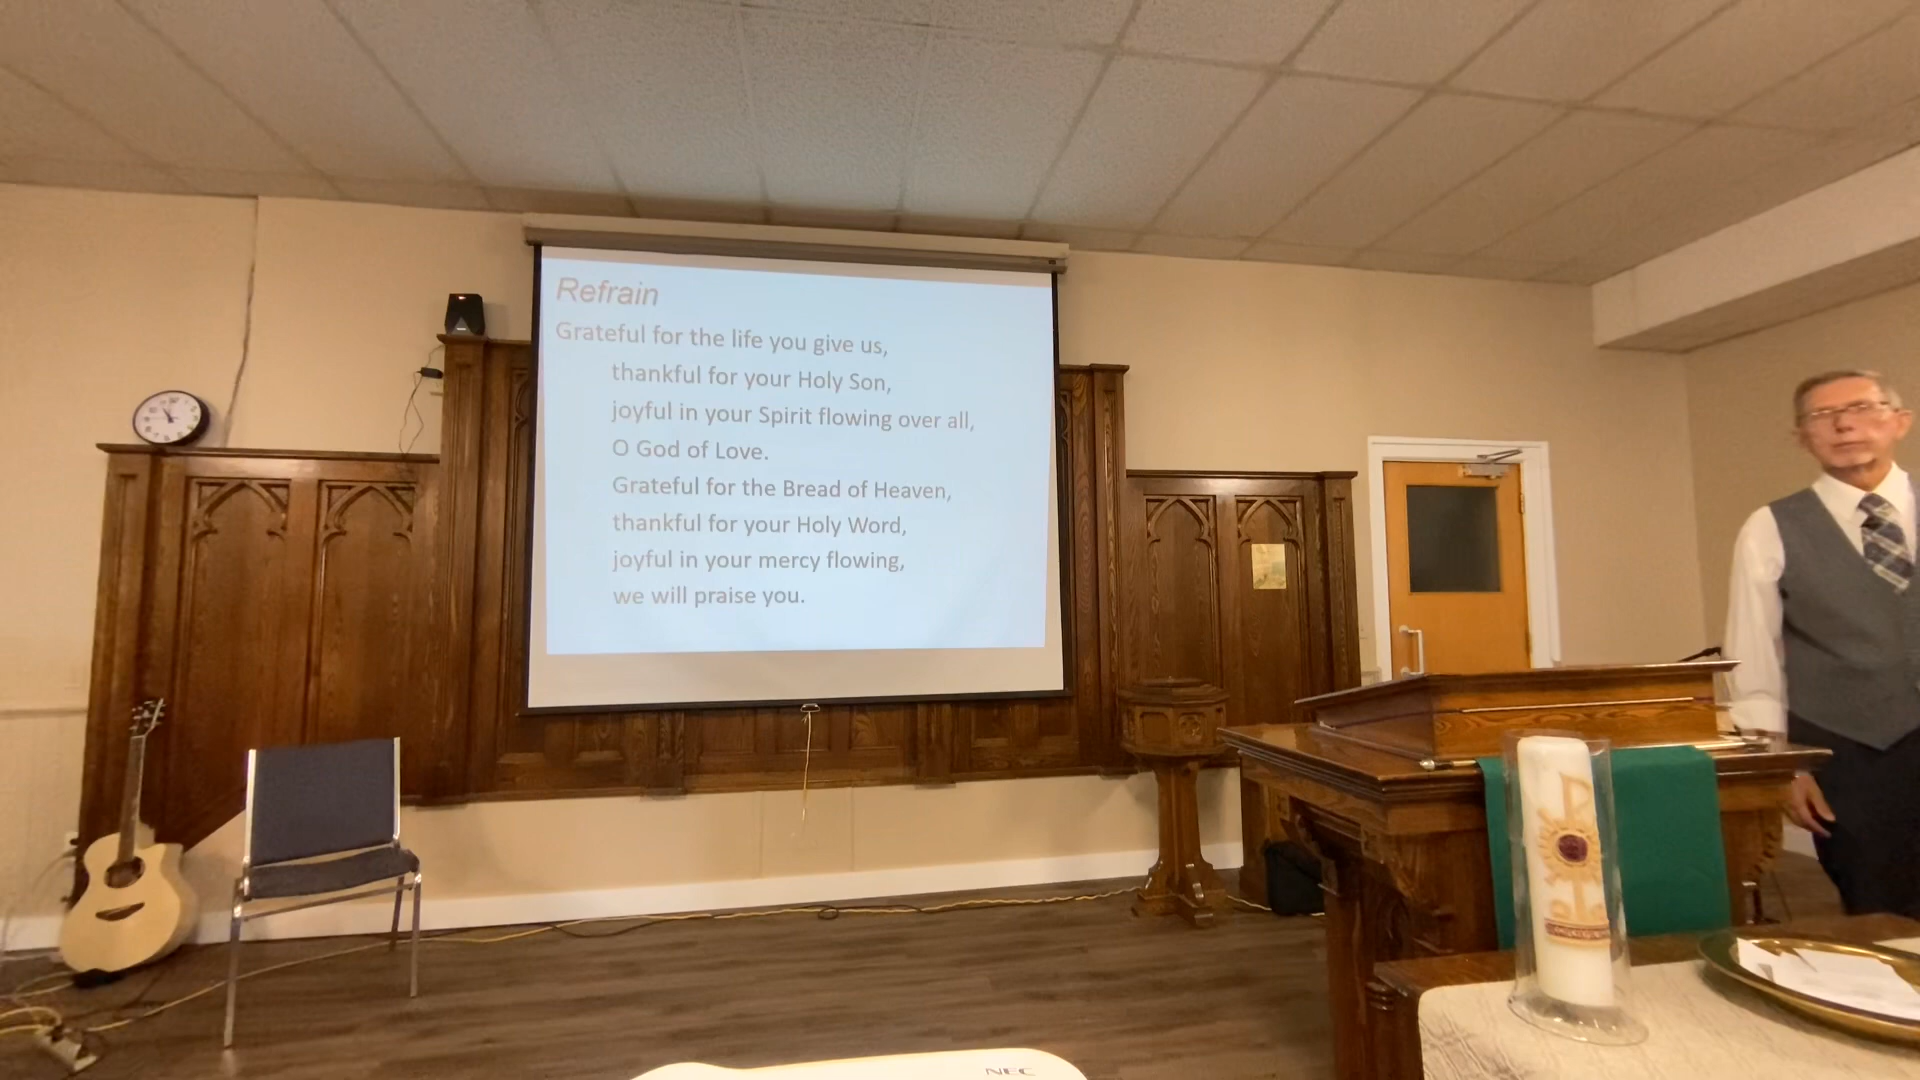 Refrain
Grateful for the life you give us,
thankful for your Holy Son,
joyful in your Spirit flowing over all,
O God of Love.
Grateful for the Bread of Heaven,
thankful for your Holy Word,
joyful in your mercy flowing,
we will praise you.
NEC